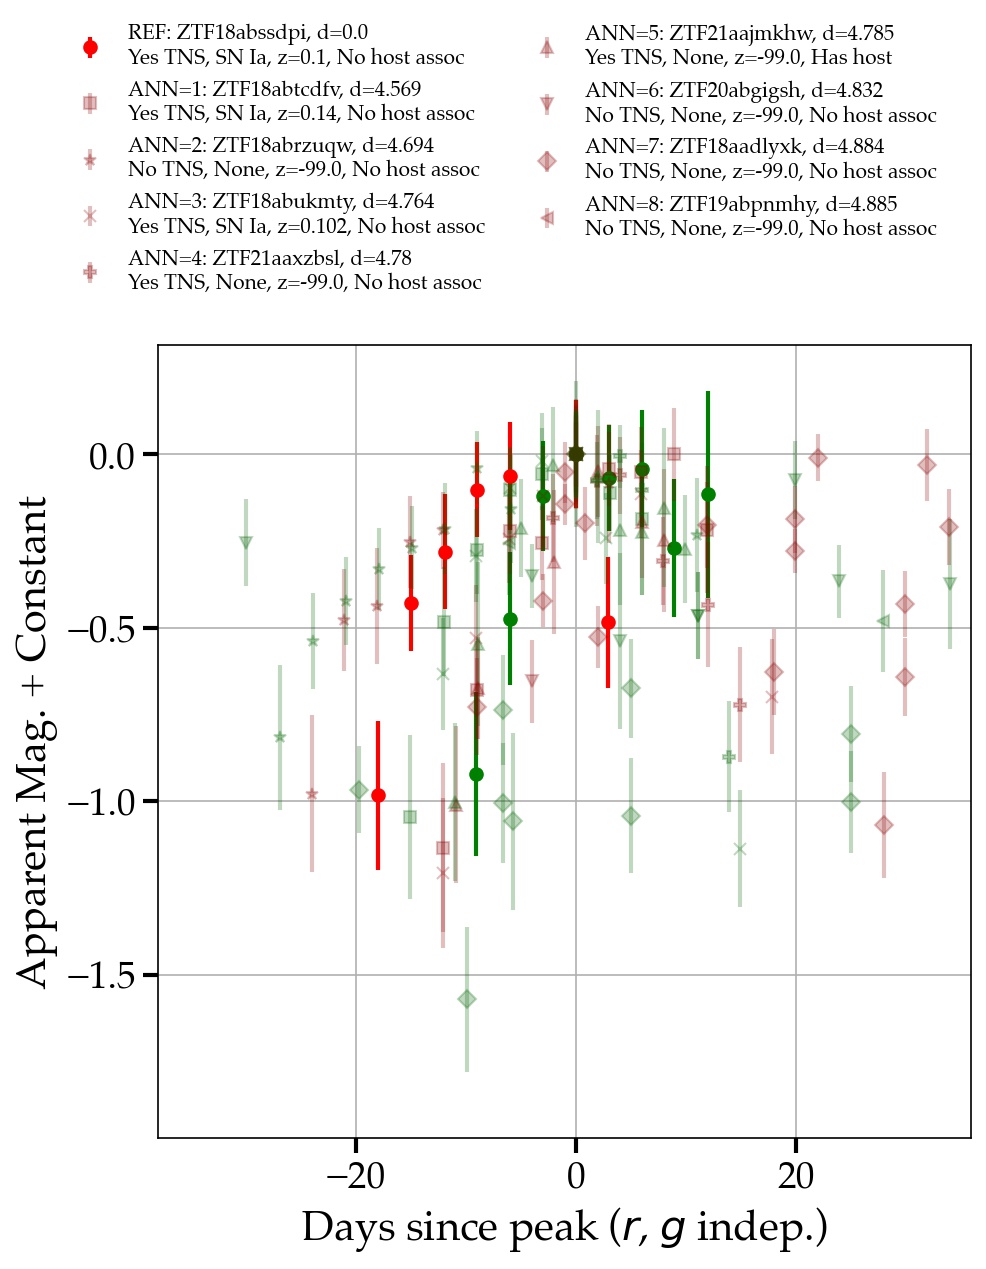 REF: ZTF18abssdpi, d=0.0
Yes TNS, SN Ia, z=0.1, No host assoc
ANN=1: ZTF18abtcdfv, d=4.569
Yes TNS, SN Ia, z=0.14, No host assoc
ANN=2: ZTF18abrzuqw, d=4.694
No TNS, None, z=-99.0, No host assoc
ANN=3: ZTF18abukmty, d=4.764
Yes TNS, SN Ia, z=0.102, No host assoc
ANN=4: ZTF21aaxzbsl, d=4.78
Yes TNS, None, z=-99.0, No host assoc
ANN=5: ZTF21aajmkhw, d=4.785
Yes TNS, None, z=-99.0, Has host
ANN=6: ZTF20abgigsh, d=4.832
No TNS, None, z=-99.0, No host assoc
ANN=7: ZTF18aadlyxk, d=4.884
No TNS, None, z=-99.0, No host assoc
ANN=8: ZTF19abpnmhy, d=4.885
No TNS, None, z=-99.0, No host assoc
Apparent Mag. + Constant
0.0
−0.5
−1.0
−1.5
−20
0
20
Days since peak (r, g indep.)